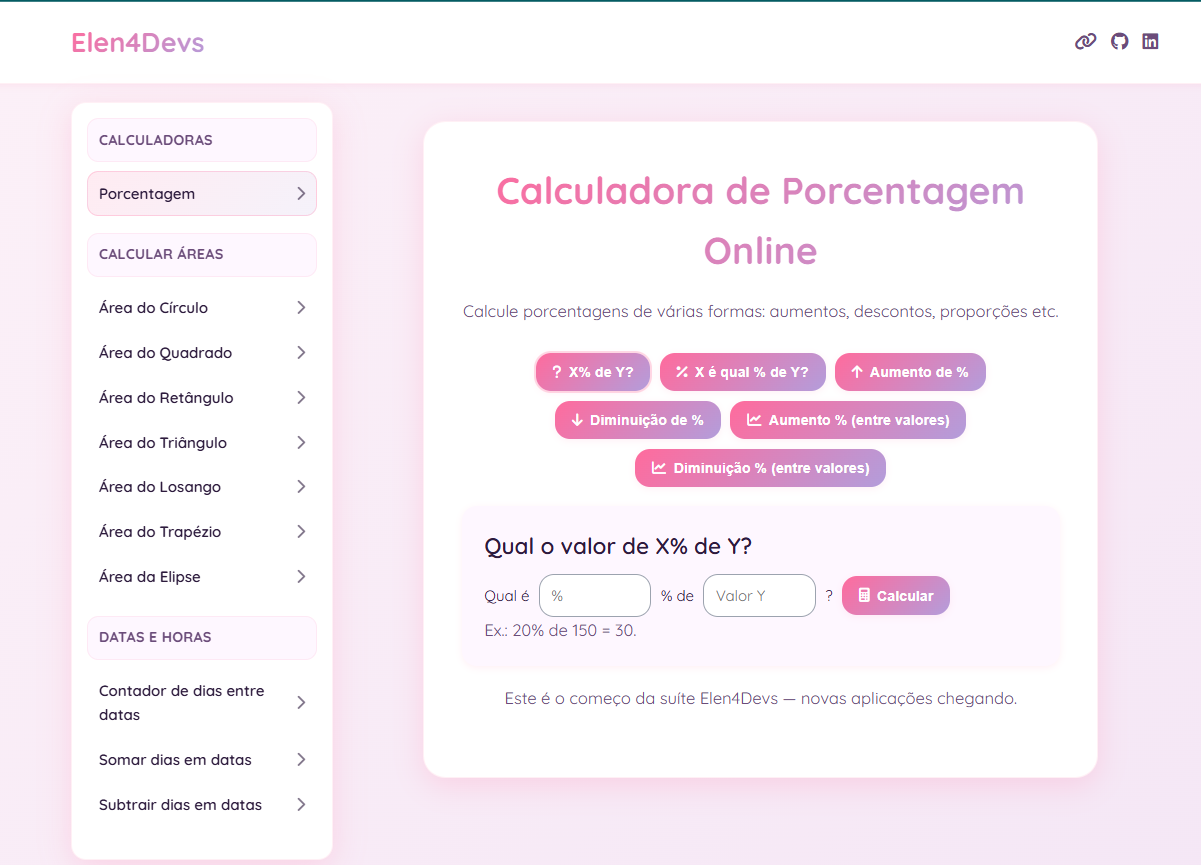 Elen4Devs
CALCULADORAS
Porcentagem
CALCULAR ÁREAS
Área do Círculo
Área do Quadrado
Área do Retângulo
Área do Triângulo
Área do Losango
Área do Trapézio
Área da Elipse
DATAS E HORAS
Contador de dias entre
datas
Somar dias em datas
Subtrair dias em datas
Calculadora de Porcentagem
Online
Calcule porcentagens de várias formas: aumentos, descontos, proporções etc.
? X% de Y?
% X é qual % de Y?
↑ Aumento de %
↓ Diminuição de %
Aumento % (entre valores)
Diminuição % (entre valores)
Qual o valor de X% de Y?
Qual é % % de Valor Y ? Calcular
Ex.: 20% de 150 = 30.
Este é o começo da suíte Elen4Devs — novas aplicações chegando.